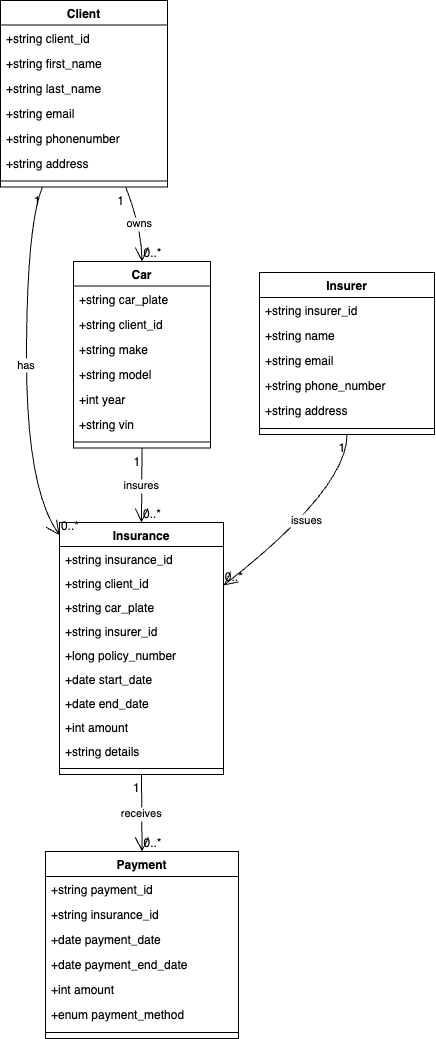 Client
+string client_id
+string first_name
+string last_name
+string email
+string phonenumber
+string address
1
1
owns
0..*
has
Car
+string car_plate
+string client_id
+string make
+string model
+int year
+string vin
Insurer
+string insurer_id
+string name
+string email
+string phone_number
+string address
1
1
insures
issues
0..*
0..*
0..*
Insurance
+string insurance_id
+string client_id
+string car_plate
+string insurer_id
+long policy_number
+date start_date
+date end_date
+int amount
+string details
1
receives
0..*
Payment
+string payment_id
+string insurance_id
+date payment_date
+date payment_end_date
+int amount
+enum payment_method